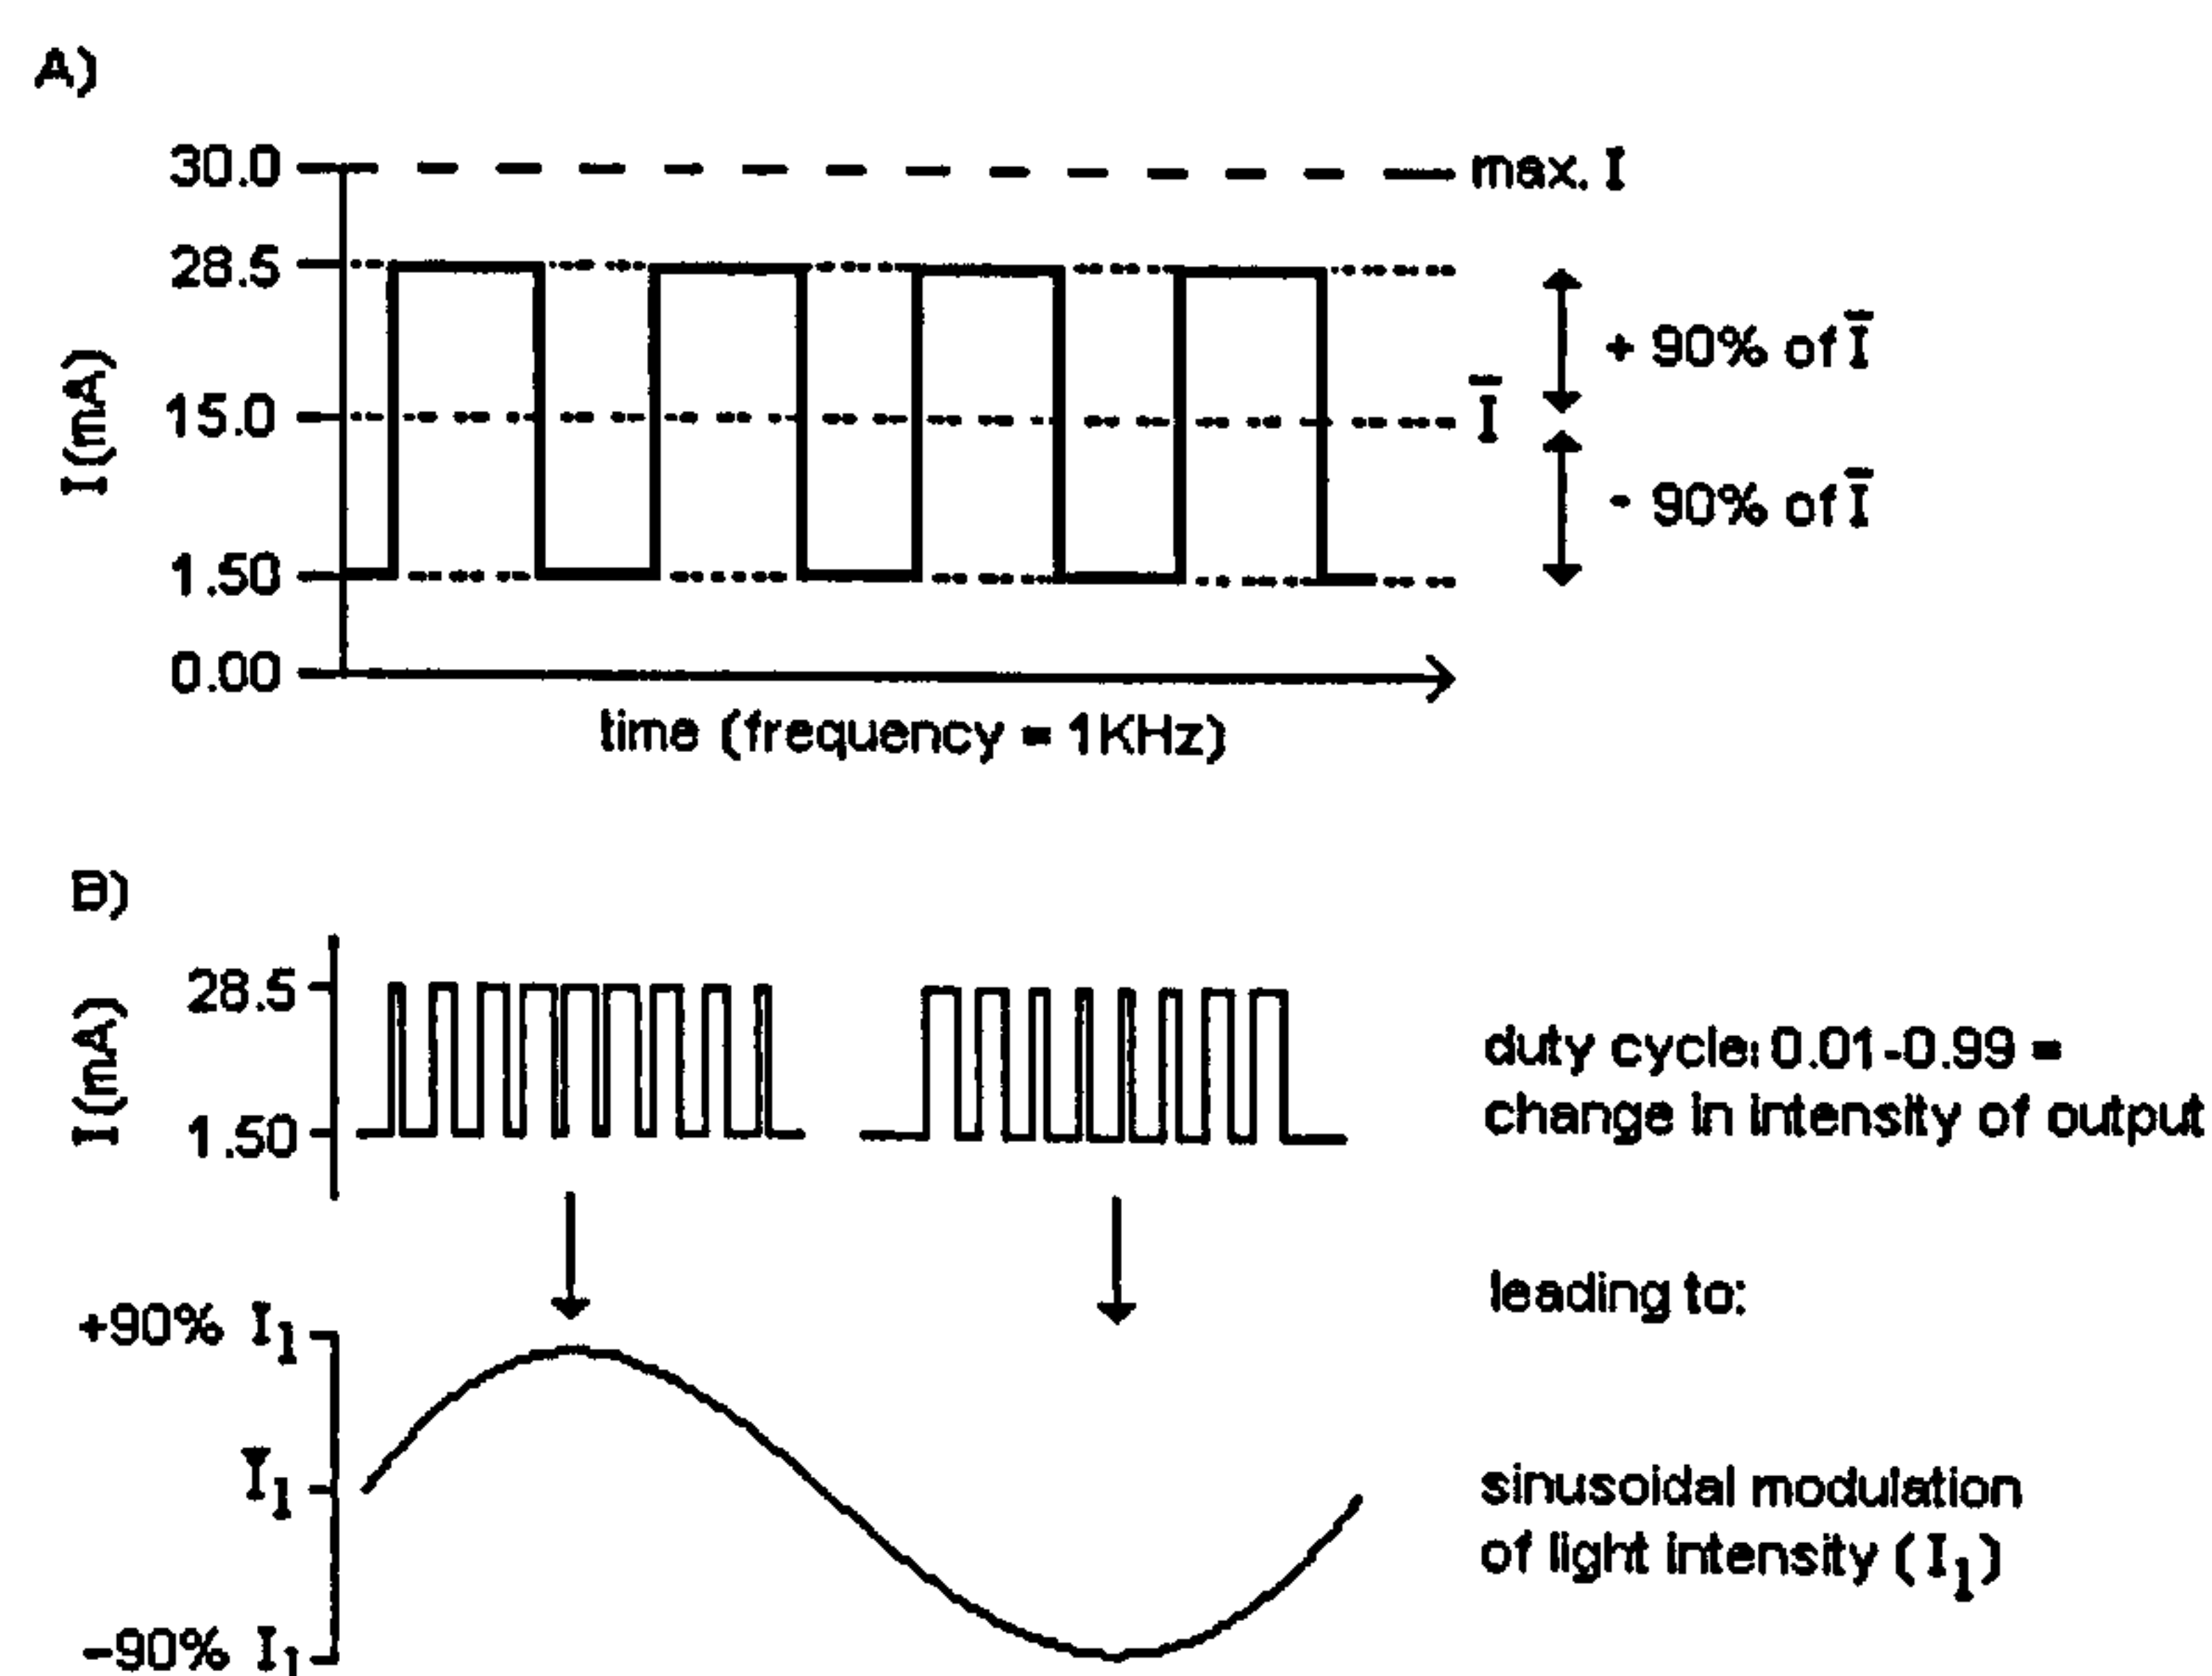 A)
30.0
max. I
28.5
+ 90% of Ī
I (mA)
15.0
Ī
- 90% of Ī
1.50
0.00
time (frequency = 1KHz)
B)
28.5
I (mA)
1.50
duty cycle: 0.01-0.99 =
change in intensity of output
leading to:
+90% I₁
Ī₁
sinusoidal modulation
of light intensity ( I₁ )
-90% I₁